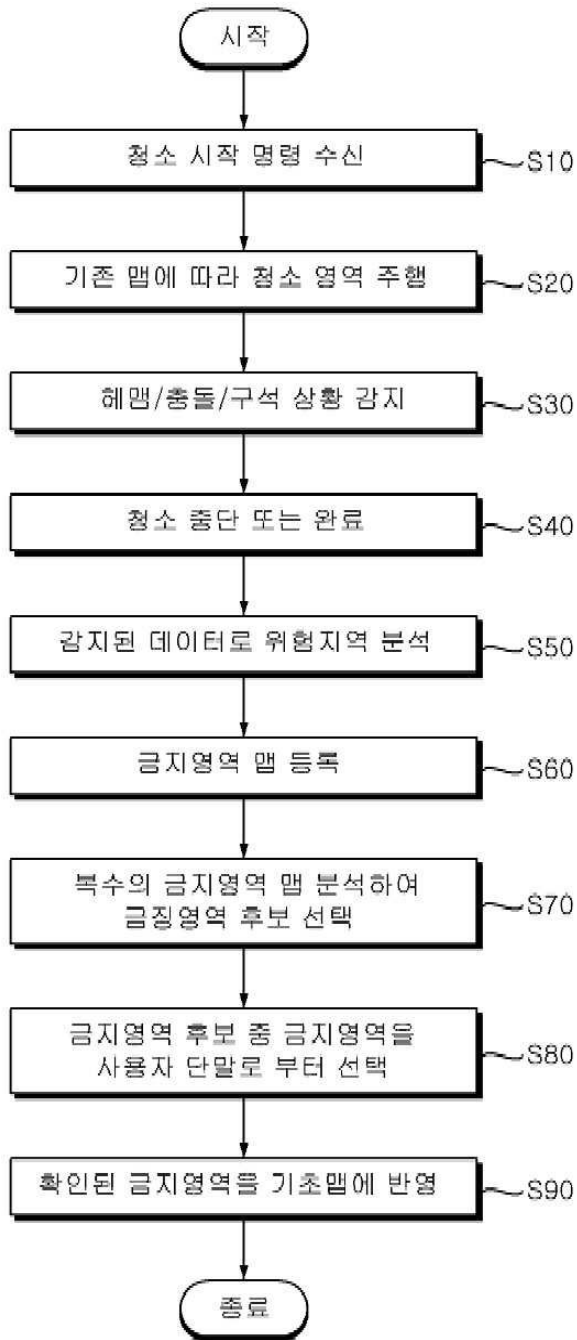 시작
청소 시작 명령 수신
S10
기존 맵에 따라 청소 영역 주행
S20
헤맴/충돌/구석 상황 감지
S30
청소 중단 또는 완료
S40
감지된 데이터로 위험지역 분석
S50
금지영역 맵 등록
S60
복수의 금지영역 맵 분석하여
금징영역 후보 선택
S70
금지영역 후보 중 금지영역을
사용자 단말로 부터 선택
S80
확인된 금지영역을 기초맵에 반영
S90
종료